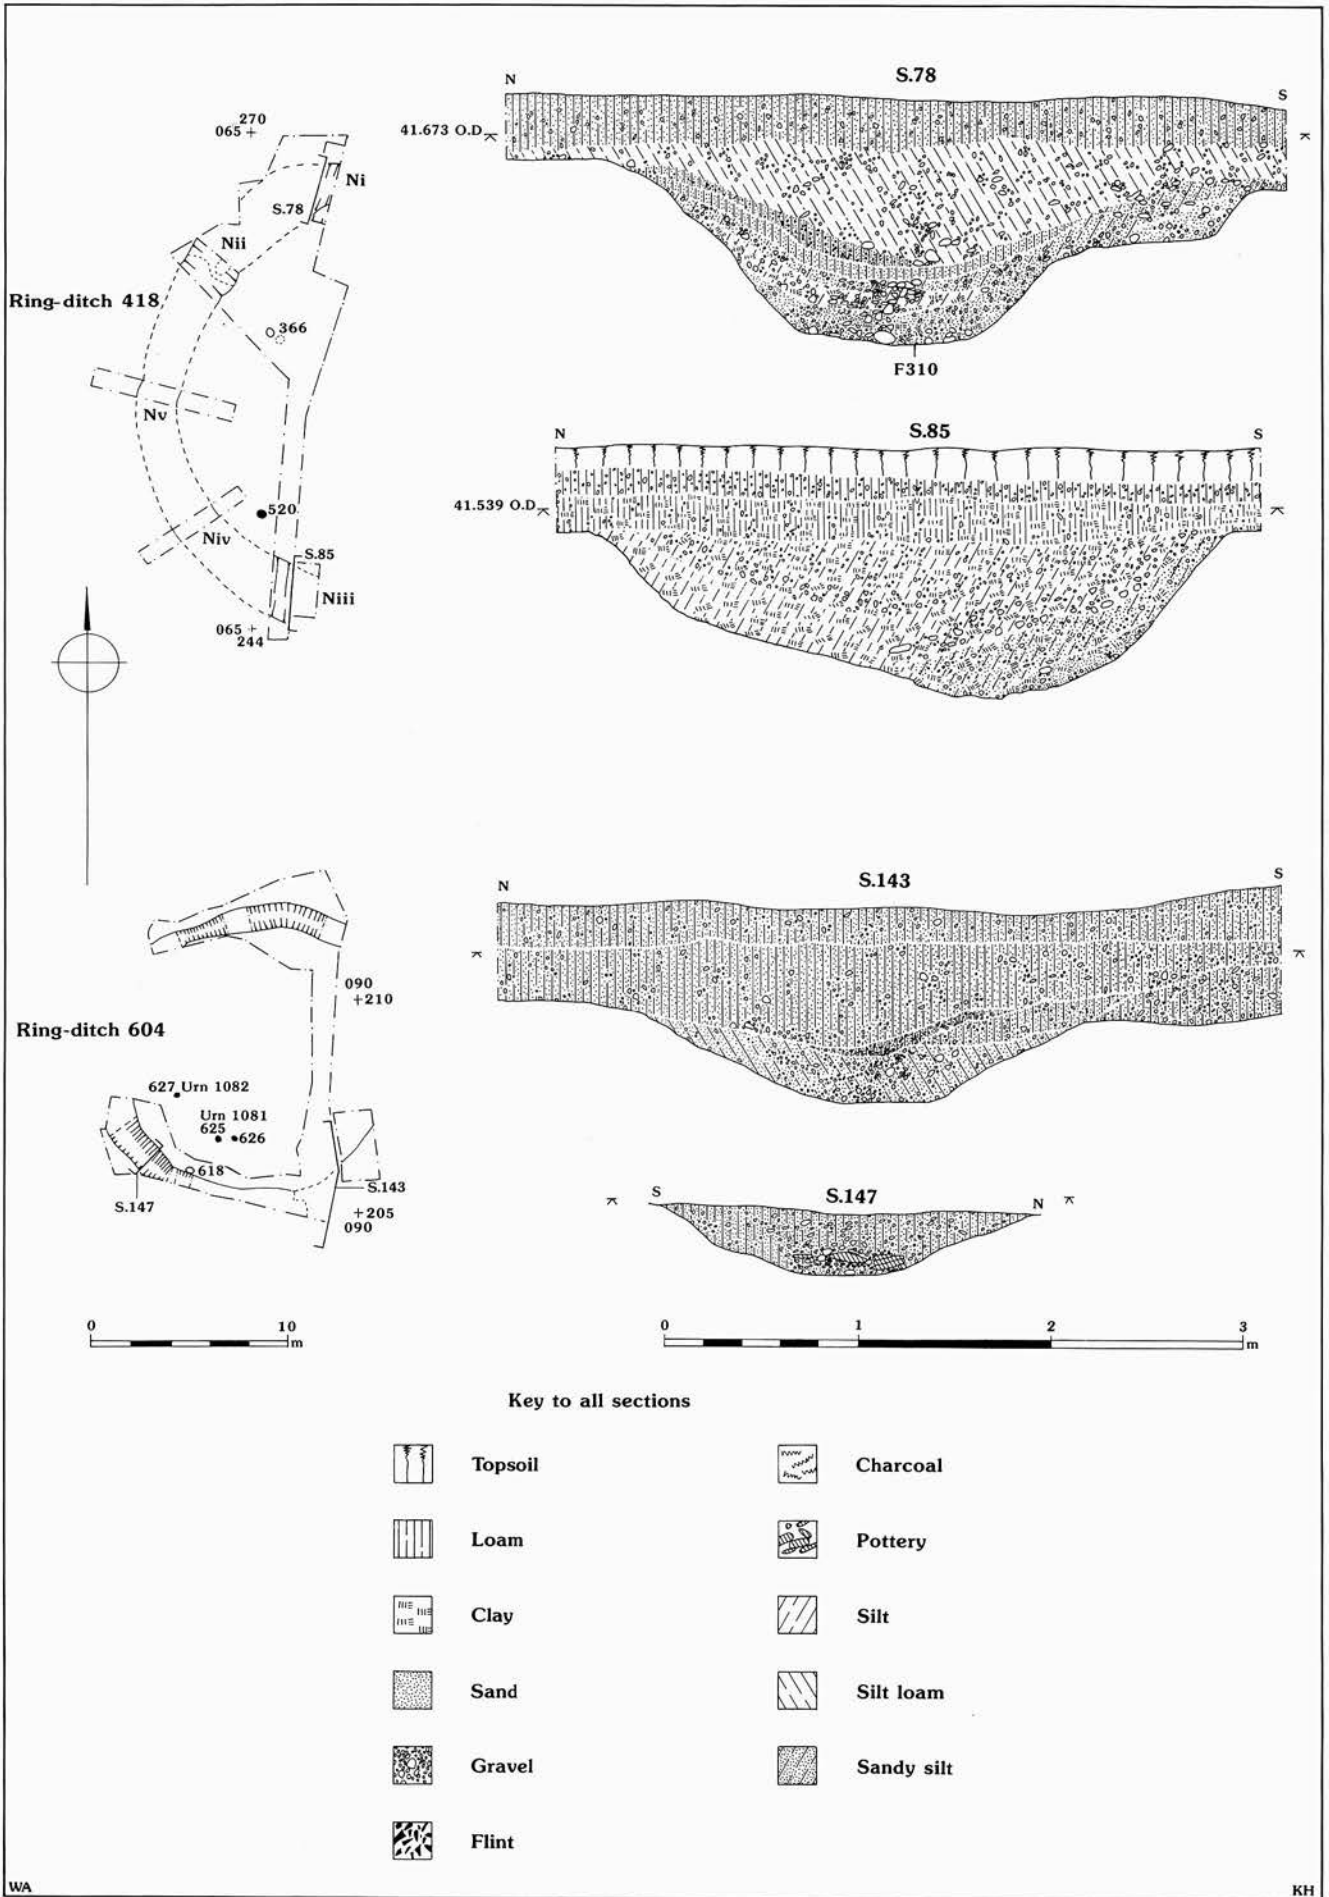 S.78
N
S
41.673 O.D
F310
270
065 +
Ni
S.78
Nii
Ring-ditch 418
366
Nv
520
Niv
S.85
Niii
065 +
244
S.85
N
S
41.539 O.D
S.143
N
S
090
+210
Ring-ditch 604
627 Urn 1082
Urn 1081
625
626
618
S.147
S.143
+205
090
S.147
S
N
0
10
m
0
1
2
3
m
Key to all sections
Topsoil
Charcoal
Loam
Pottery
Clay
Silt
Sand
Silt loam
Gravel
Sandy silt
Flint
WA
KH